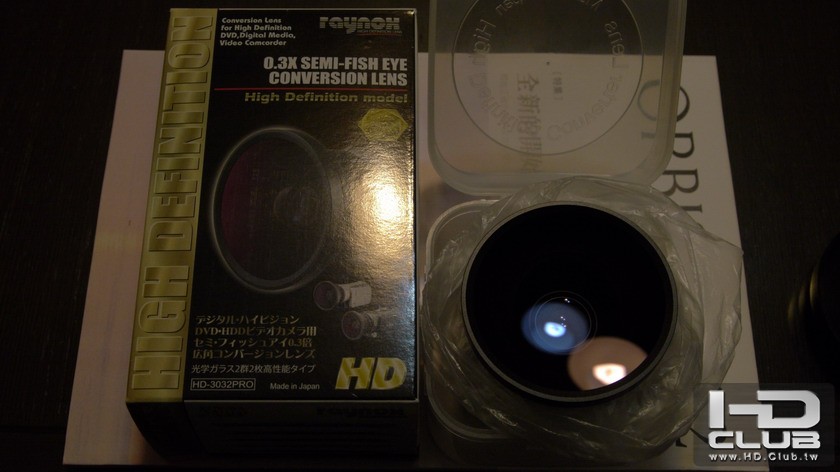 HIGH DEFINITION
Conversion Lens
for High Definition
DVD,Digital Media,
Video Camcorder
raynox
0.3X SEMI-FISH EYE
CONVERSION LENS
High Definition model
デジタル・ハイビジョン
DVD・HDDビデオカメラ用
セミ・フィッシュアイ0.3倍
広角コンバージョンレンズ
光学ガラス2群2枚高性能タイプ
HD-3032PRO
Made in Japan
HD
HD
CLUB
www.HD.Club.tw